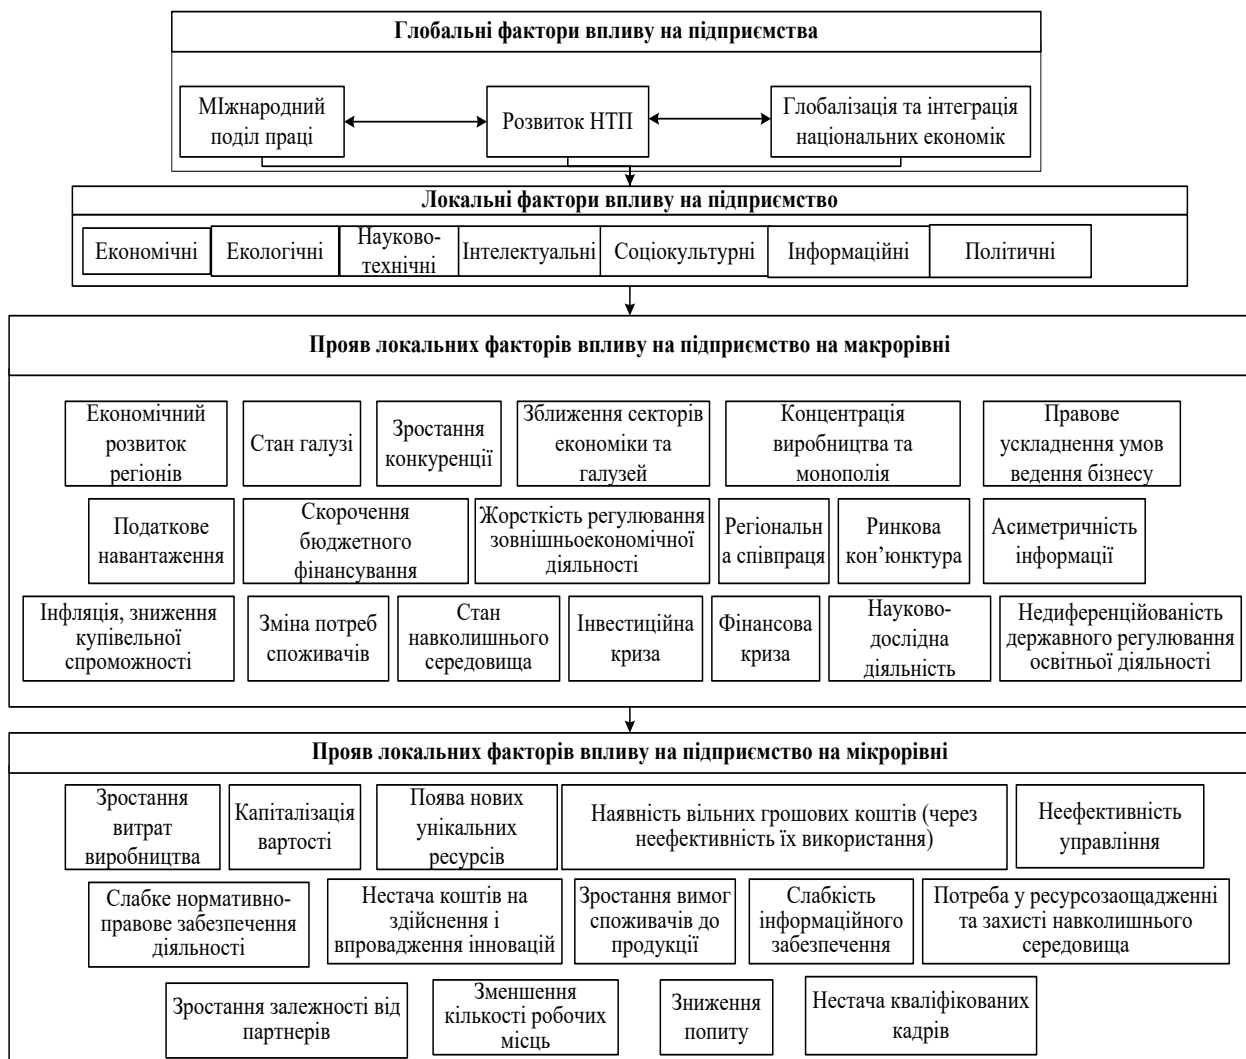 Глобальні фактори впливу на підприємства
МІжнародний
поділ праці
Розвиток НТП
Глобалізація та інтеграція
національних економік
Локальні фактори впливу на підприємство
Економічні
Екологічні
Науково-
технічні
Інтелектуальні
Соціокультурні
Інформаційні
Політичні
Прояв локальних факторів впливу на підприємство на макрорівні
Економічний
розвиток
регіонів
Стан галузі
Зростання
конкуренції
Зближення секторів
економіки та
галузей
Концентрація
виробництва та
монополія
Правове
ускладнення умов
ведення бізнесу
Податкове
навантаження
Скорочення
бюджетного
фінансування
Жорсткість регулювання
зовнішньоекономічної
діяльності
Регіональн
а співпраця
Ринкова
кон’юнктура
Асиметричність
інформації
Інфляція, зниження
купівельної
спроможності
Зміна потреб
споживачів
Стан
навколишнього
середовища
Інвестиційна
криза
Фінансова
криза
Науково-
дослідна
діяльність
Недиференційованість
державного регулювання
освітньої діяльності
Прояв локальних факторів впливу на підприємство на мікрорівні
Зростання
витрат
виробництва
Капіталізація
вартості
Поява нових
унікальних
ресурсів
Наявність вільних грошових коштів (через
неефективність їх використання)
Неефективність
управління
Слабке нормативно-
правове забезпечення
діяльності
Нестача коштів на
здійснення і
впровадження інновацій
Зростання вимог
споживачів до
продукції
Слабкість
інформаційного
забезпечення
Потреба у ресурсозаощадженні
та захисті навколишнього
середовища
Зростання залежності від
партнерів
Зменшення
кількості робочих
місць
Зниження
попиту
Нестача кваліфікованих
кадрів